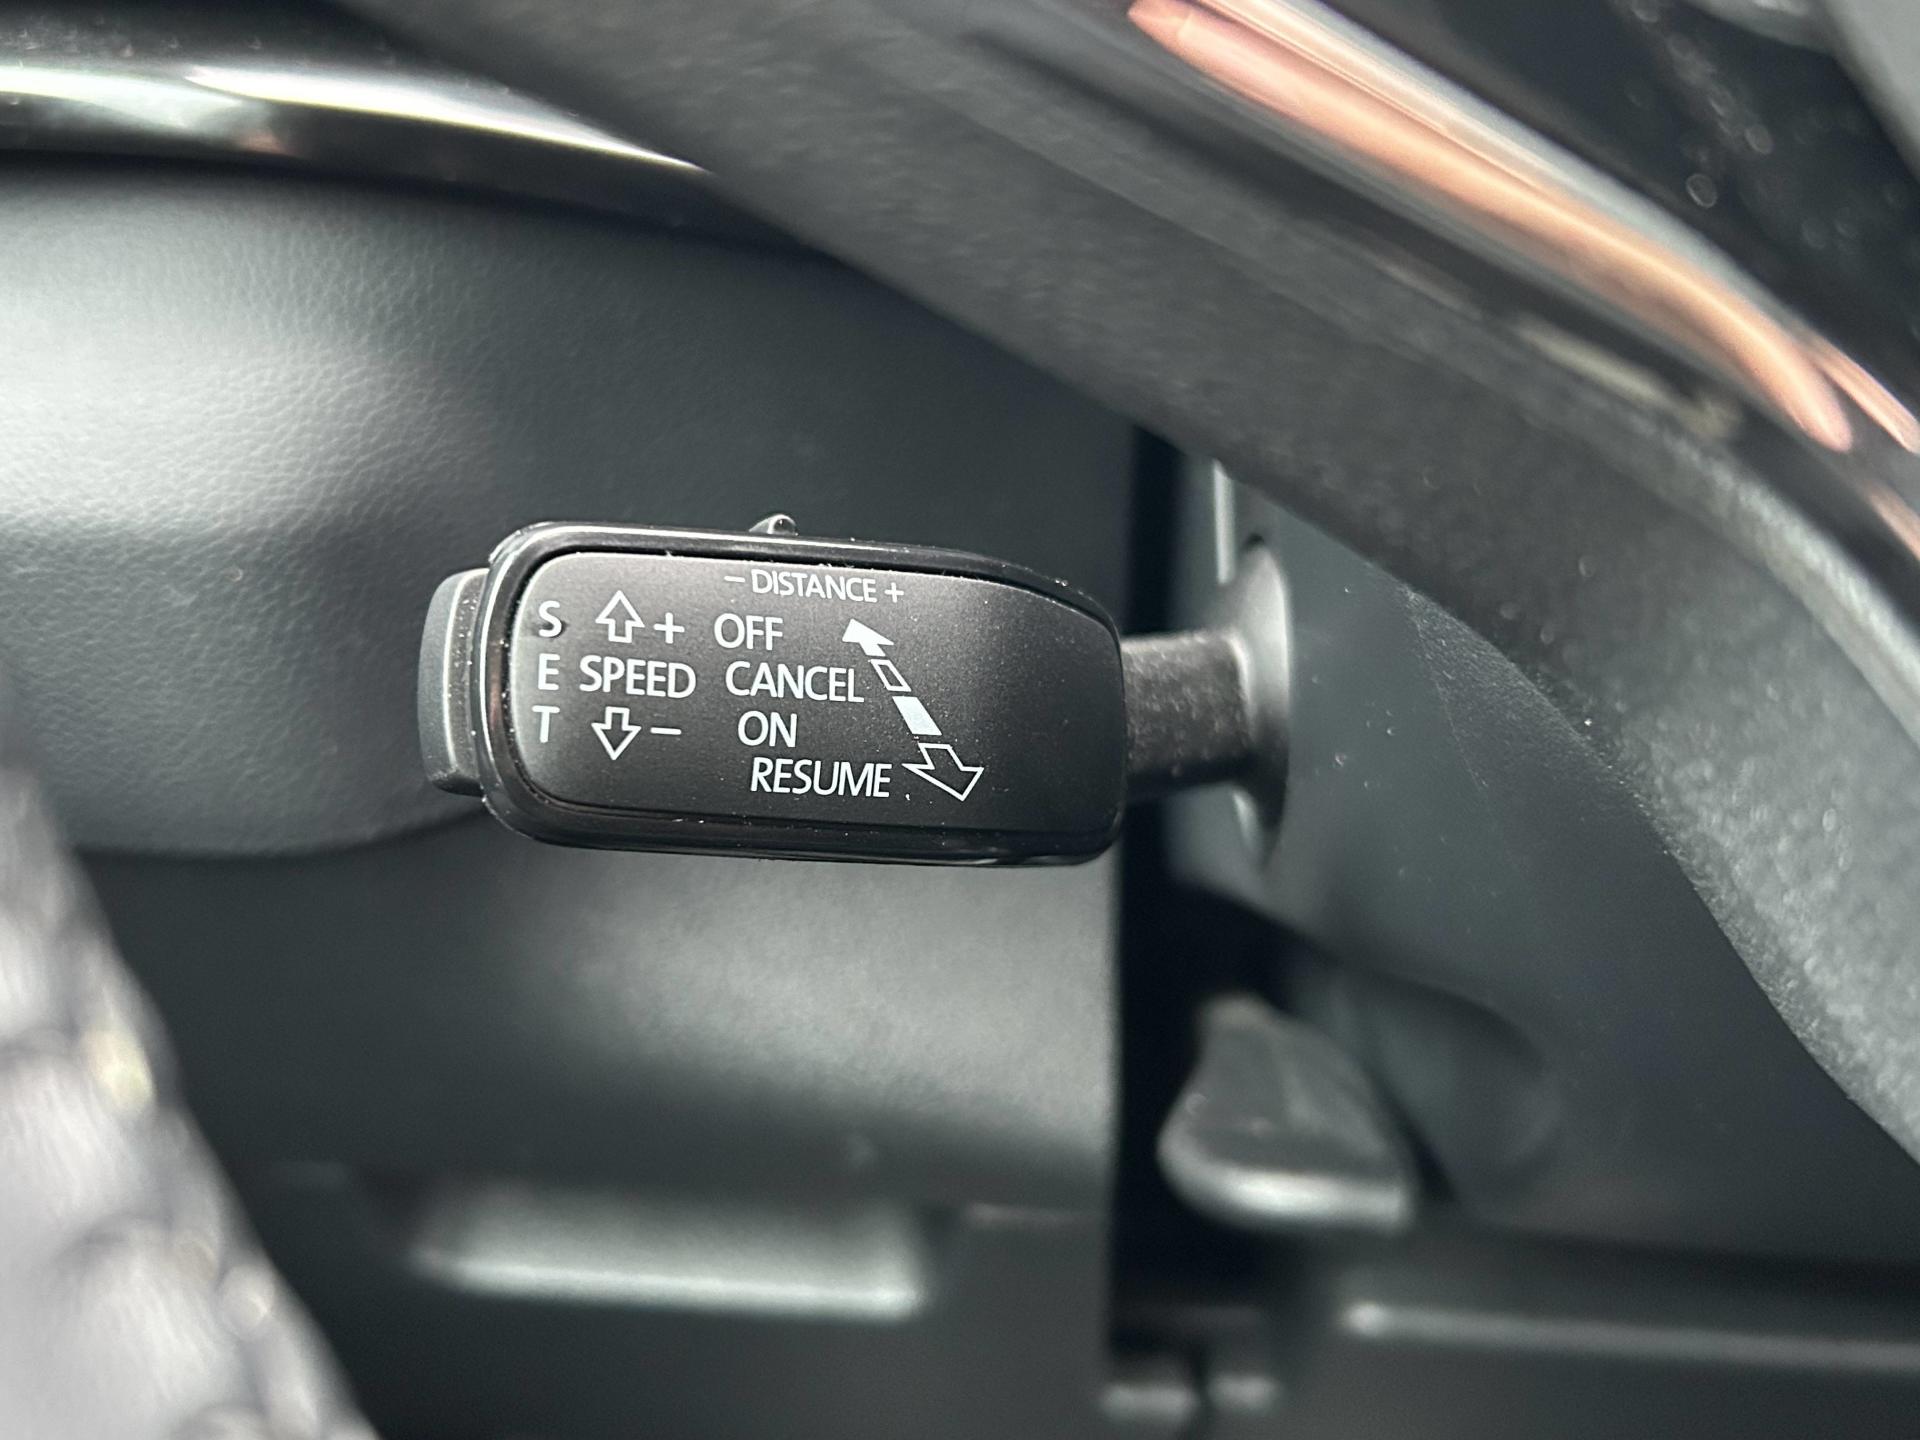 – DISTANCE +
S + OFF
E SPEED CANCEL
T – ON
RESUME